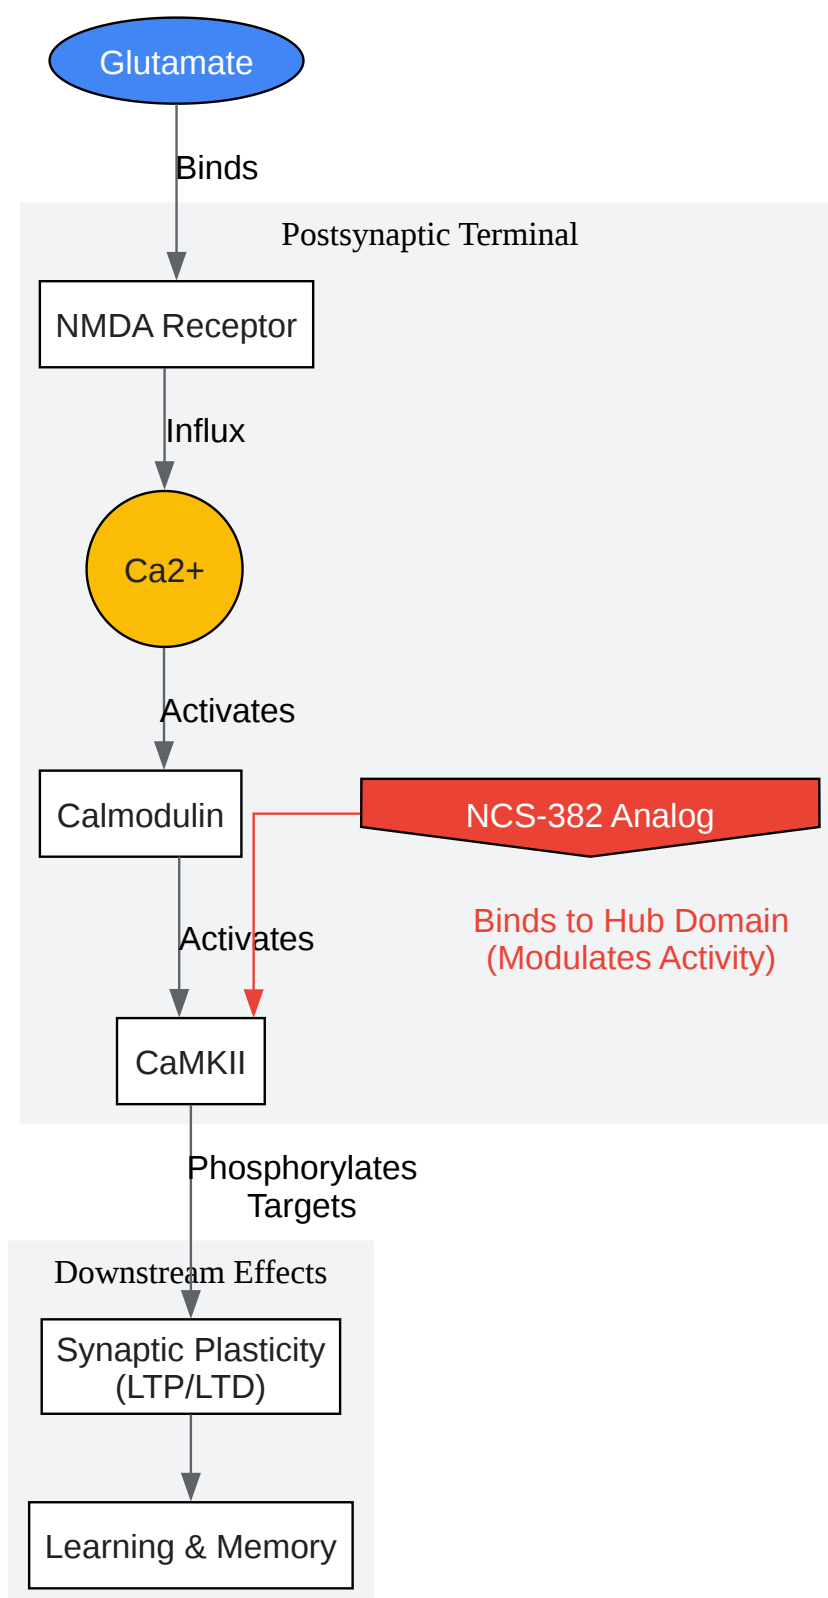 Glutamate
Binds
Postsynaptic Terminal
NMDA Receptor
Influx
Ca2+
Activates
Calmodulin
NCS-382 Analog
Binds to Hub Domain
(Modulates Activity)
Activates
CaMKII
Phosphorylates
Targets
Downstream Effects
Synaptic Plasticity
(LTP/LTD)
Learning & Memory